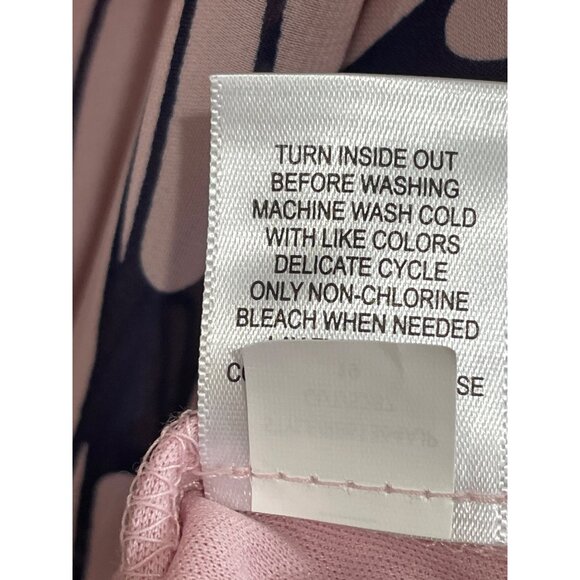 TURN INSIDE OUT
BEFORE WASHING
MACHINE WASH COLD
WITH LIKE COLORS
DELICATE CYCLE
ONLY NON-CHLORINE
BLEACH WHEN NEEDED